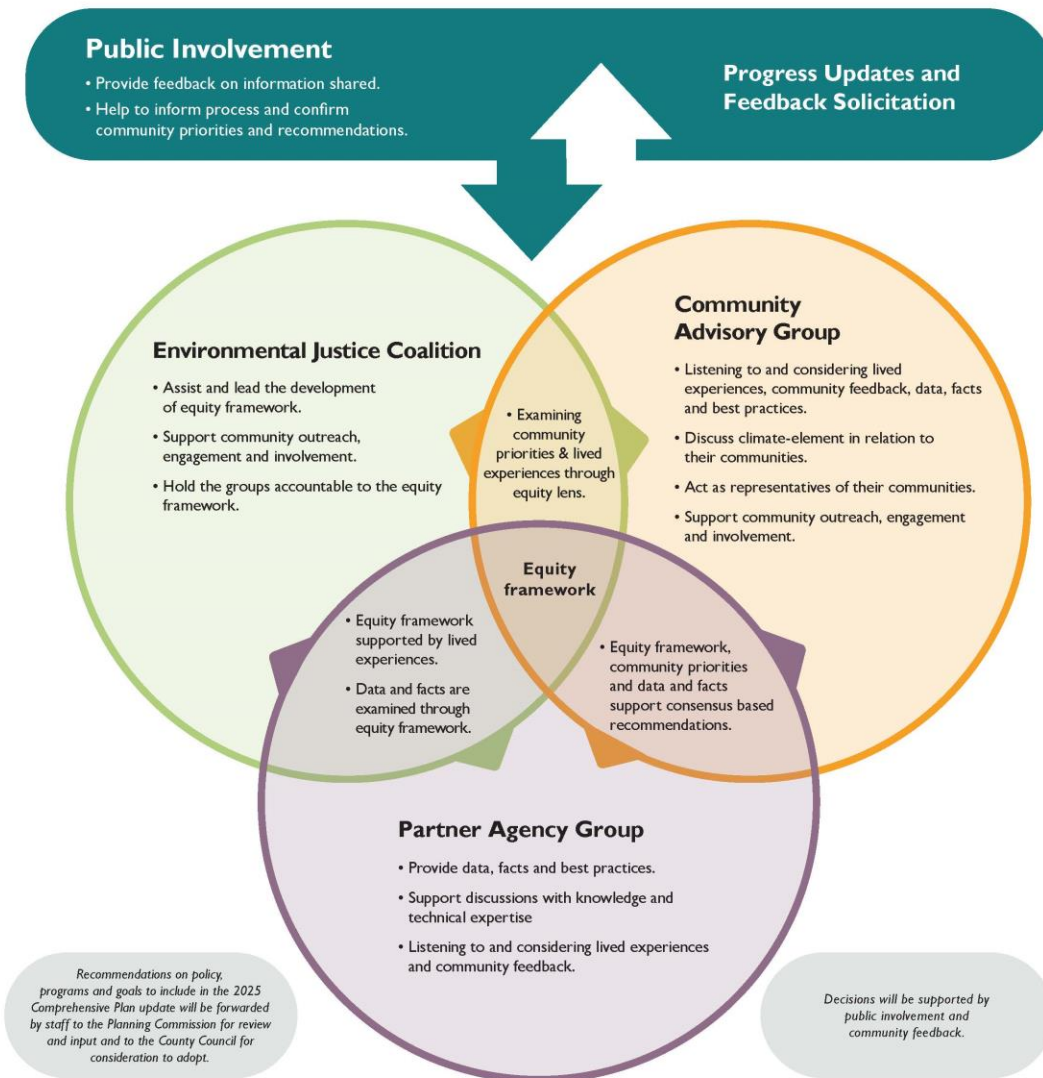 Public Involvement
• Provide feedback on information shared.
• Help to inform process and confirm
community priorities and recommendations.
Progress Updates and
Feedback Solicitation
Environmental Justice Coalition
• Assist and lead the development
of equity framework.
• Support community outreach,
engagement and involvement.
• Hold the groups accountable to the equity
framework.
Community
Advisory Group
• Listening to and considering lived
experiences, community feedback, data, facts
and best practices.
• Discuss climate-element in relation to
their communities.
• Act as representatives of their communities.
• Support community outreach, engagement
and involvement.
• Examining
community
priorities & lived
experiences through
equity lens.
Equity
framework
• Equity framework
supported by lived
experiences.
• Data and facts are
examined through
equity framework.
• Equity framework,
community priorities
and data and facts
support consensus based
recommendations.
Partner Agency Group
• Provide data, facts and best practices.
• Support discussions with knowledge and
technical expertise
• Listening to and considering lived experiences
and community feedback.
Recommendations on policy,
programs and goals to include in the 2025
Comprehensive Plan update will be forwarded
by staff to the Planning Commission for review
and input and to the County Council for
consideration to adopt.
Decisions will be supported by
public involvement and
community feedback.